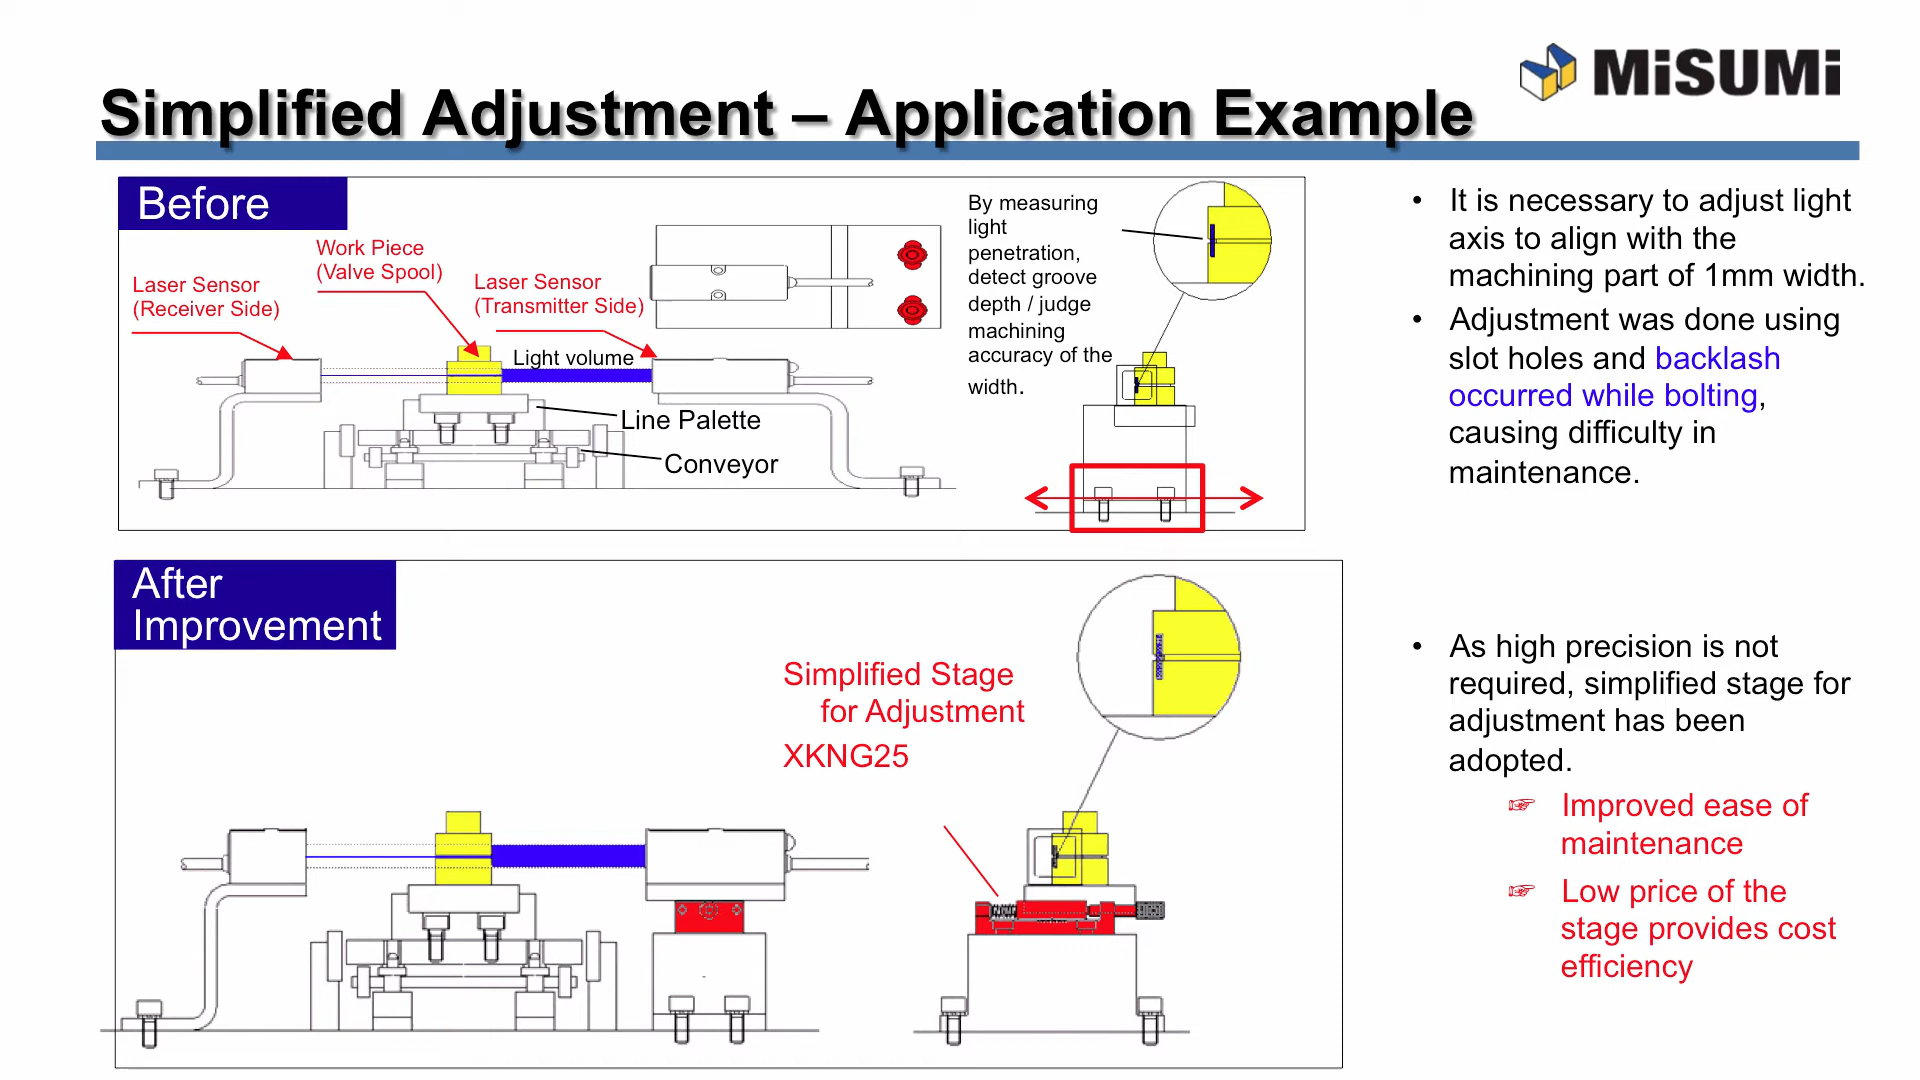 MiSUMi
Simplified Adjustment – Application Example
Before
Laser Sensor
(Receiver Side)
Work Piece
(Valve Spool)
Laser Sensor
(Transmitter Side)
Light volume
Line Palette
Conveyor
By measuring
light
penetration,
detect groove
depth / judge
machining
accuracy of the
width.
• It is necessary to adjust light
axis to align with the
machining part of 1mm width.
• Adjustment was done using
slot holes and backlash
occurred while bolting,
causing difficulty in
maintenance.
After
Improvement
Simplified Stage
for Adjustment
XKNG25
• As high precision is not
required, simplified stage for
adjustment has been
adopted.
☞ Improved ease of
maintenance
☞ Low price of the
stage provides cost
efficiency